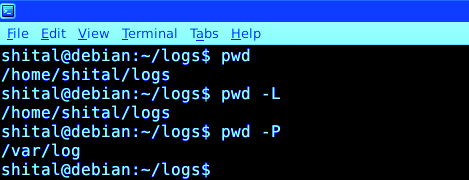 File Edit View Terminal Tabs Help
shital@debian:~/logs$ pwd
/home/shital/logs
shital@debian:~/logs$ pwd -L
/home/shital/logs
shital@debian:~/logs$ pwd -P
/var/log
shital@debian:~/logs$